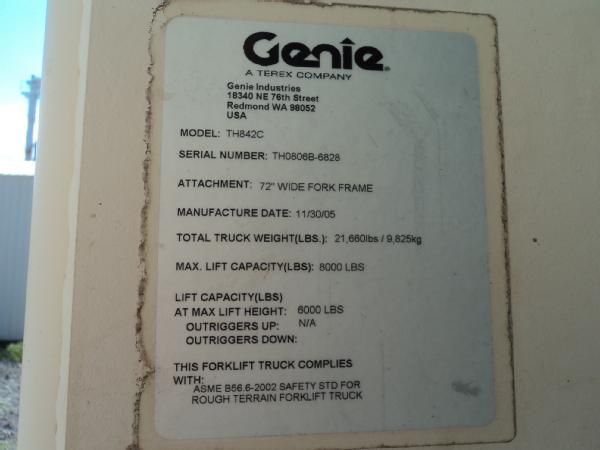 Genie
A TEREX COMPANY
Genie Industries
18340 NE 76th Street
Redmond WA 98052
USA
MODEL: TH842C
SERIAL NUMBER: TH0806B-6828
ATTACHMENT: 72" WIDE FORK FRAME
MANUFACTURE DATE: 11/30/05
TOTAL TRUCK WEIGHT(LBS.): 21,660lbs / 9,825kg
MAX. LIFT CAPACITY(LBS): 8000 LBS
LIFT CAPACITY(LBS)
AT MAX LIFT HEIGHT: 6000 LBS
OUTRIGGERS UP: N/A
OUTRIGGERS DOWN:
THIS FORKLIFT TRUCK COMPLIES
WITH:
ASME B56.6-2002 SAFETY STD FOR
ROUGH TERRAIN FORKLIFT TRUCK